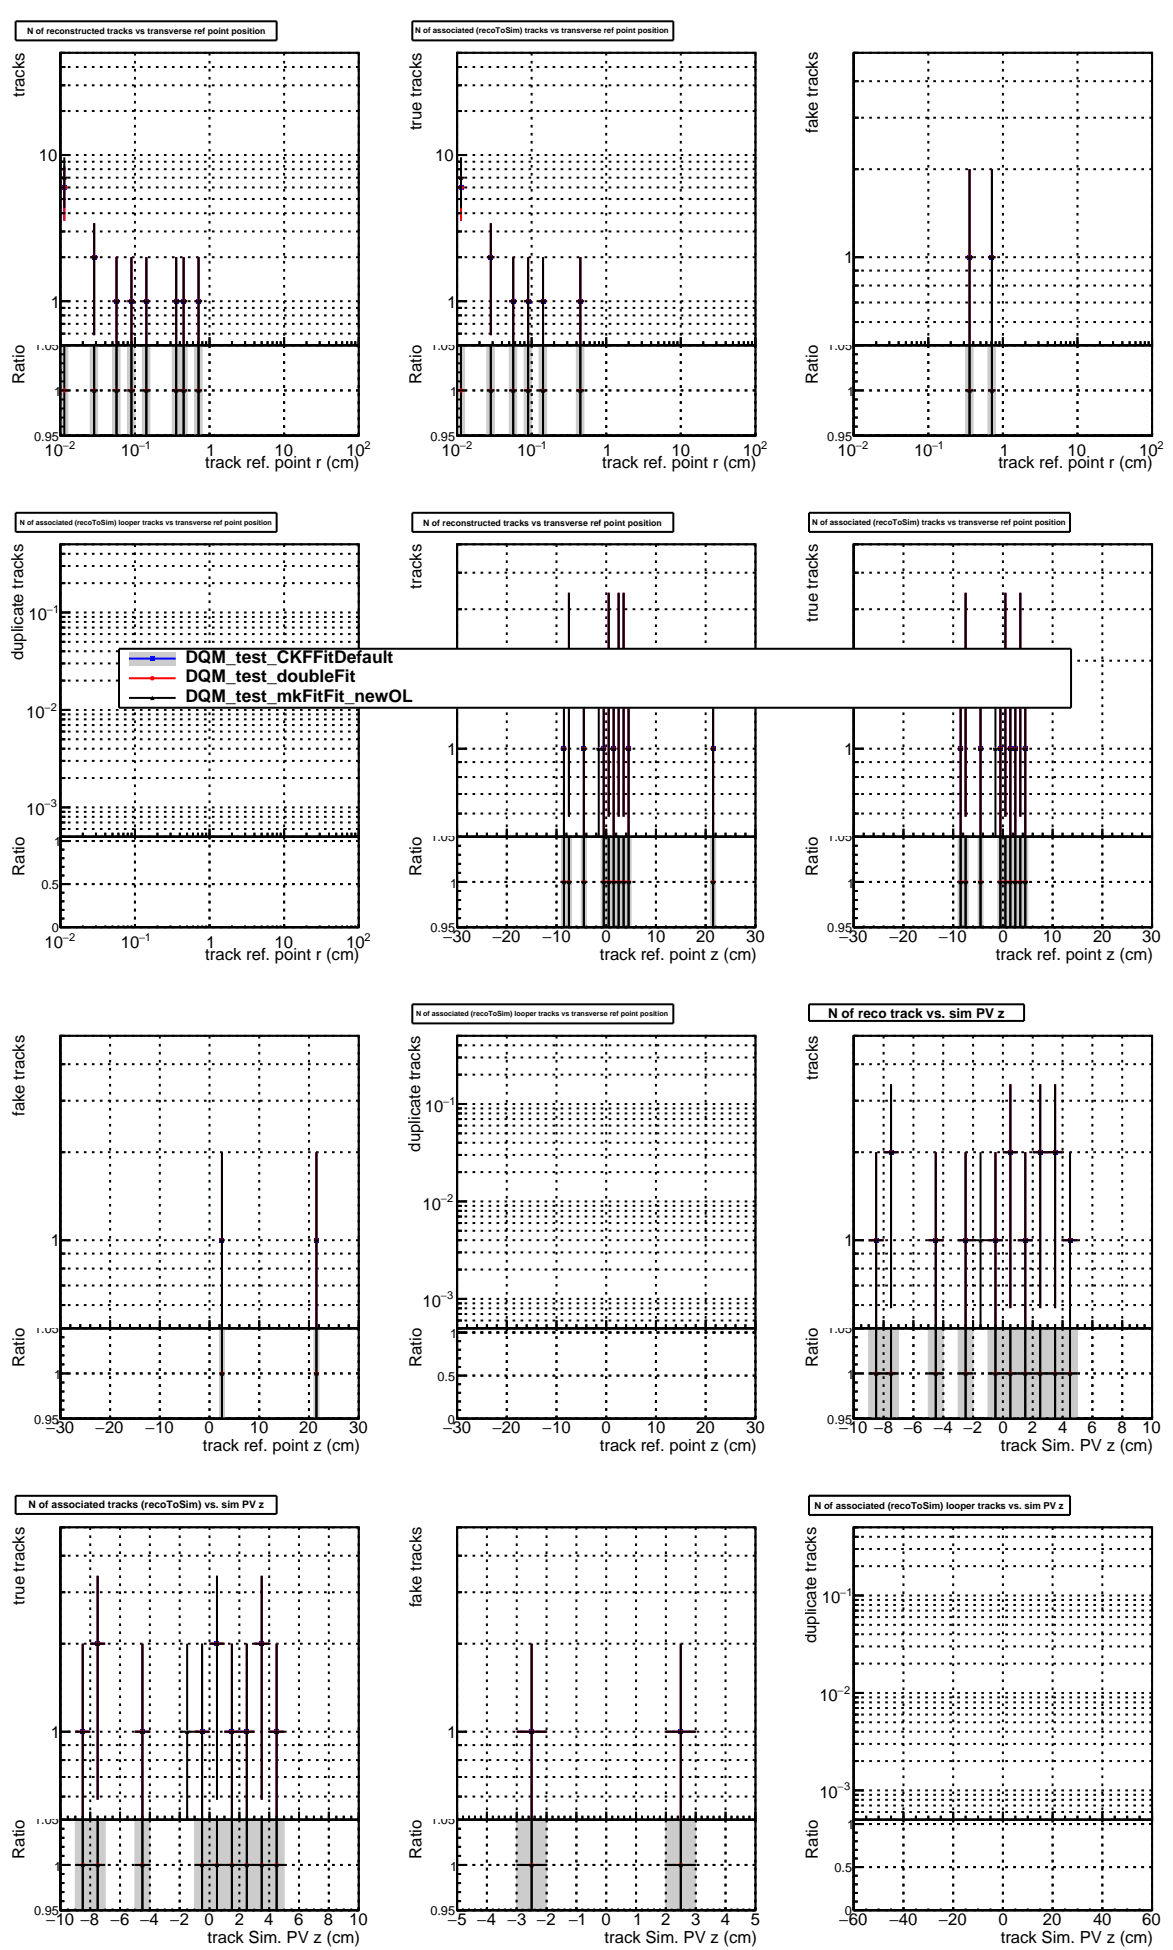 N of reconstructed tracks vs transverse ref point position
tracks
10
1
Ratio
1.05
1
0.95
10−2 10−1 1 10 102
track ref. point r (cm)
N of associated (recoToSim) tracks vs transverse ref point position
true tracks
10
1
Ratio
1.05
1
0.95
10−2 10−1 1 10 102
track ref. point r (cm)
fake tracks
1
Ratio
1.05
1
0.95
10−2 10−1 1 10 102
track ref. point r (cm)
N of associated (recoToSim) looper tracks vs transverse ref point position
duplicate tracks
10−1
10−2
10−3
Ratio
1
0.5
0
10−2 10−1 1 10 102
track ref. point r (cm)
N of reconstructed tracks vs transverse ref point position
tracks
1
Ratio
1.05
1
0.95
−30 −20 −10 0 10 20 30
track ref. point z (cm)
N of associated (recoToSim) tracks vs transverse ref point position
true tracks
1
Ratio
1.05
1
0.95
−30 −20 −10 0 10 20 30
track ref. point z (cm)
DQM_test_CKFFitDefault
DQM_test_doubleFit
DQM_test_mkFitFit_newOL
fake tracks
1
Ratio
1.05
1
0.95
−30 −20 −10 0 10 20 30
track ref. point z (cm)
N of associated (recoToSim) looper tracks vs transverse ref point position
duplicate tracks
10−1
10−2
10−3
Ratio
1
0.5
0
−30 −20 −10 0 10 20 30
track ref. point z (cm)
N of reco track vs. sim PV z
tracks
1
Ratio
1.05
1
0.95
−10 −8 −6 −4 −2 0 2 4 6 8 10
track Sim. PV z (cm)
N of associated tracks (recoToSim) vs. sim PV z
true tracks
1
Ratio
1.05
1
0.95
−10 −8 −6 −4 −2 0 2 4 6 8 10
track Sim. PV z (cm)
fake tracks
1
Ratio
1.05
1
0.95
−5 −4 −3 −2 −1 0 1 2 3 4 5
track Sim. PV z (cm)
N of associated (recoToSim) looper tracks vs. sim PV z
duplicate tracks
10−1
10−2
10−3
Ratio
1
0.5
0
−60 −40 −20 0 20 40 60
track Sim. PV z (cm)